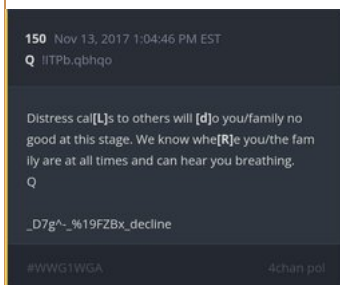 150 Nov 13, 2017 1:04:46 PM EST
Q !ITPb.qbhqo
Distress cal[L]s to others will [d]o you/family no
good at this stage. We know whe[R]e you/the fam
ily are at all times and can hear you breathing.
Q
_D7g^-_%19FZBx_decline
#WWG1WGA 4chan pol